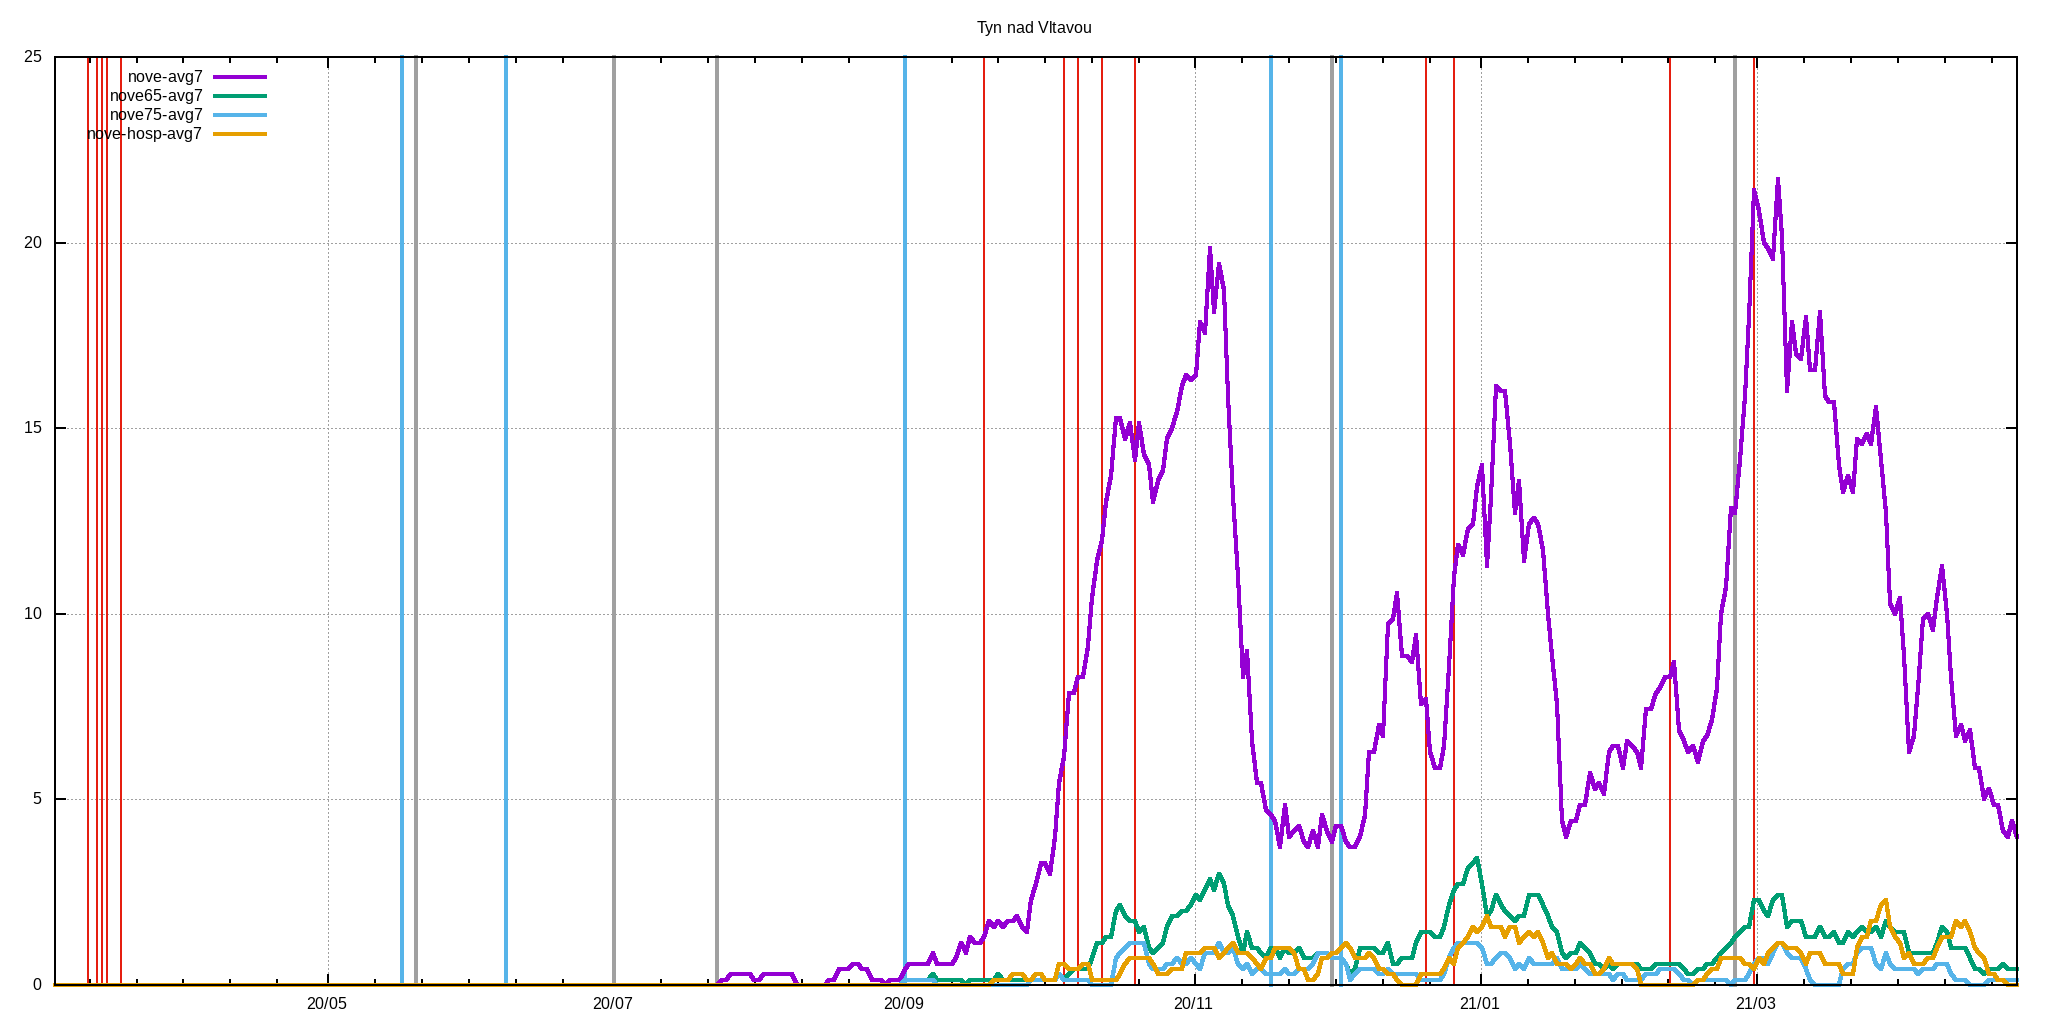 Tyn nad Vltavou
nove-avg7
nove65-avg7
nove75-avg7
nove-hosp-avg7
25
20
15
10
5
0
20/05 20/07 20/09 20/11 21/01 21/03